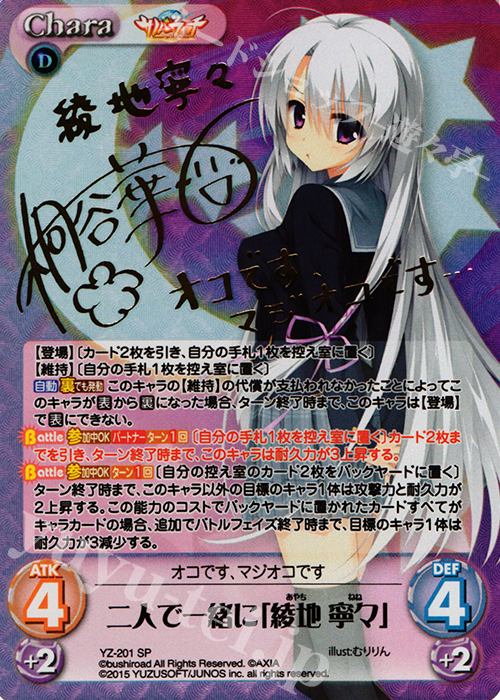 Chara
サノバウィッチ
D
綾地寧々
桐谷華
オコです
マジオコです…
【登場】〔カード2枚を引き、自分の手札1枚を控え室に置く〕
【維持】〔自分の手札1枚を控え室に置く〕
自動 裏でも発動 このキャラの【維持】の代償が支払われなかったことによってこ
のキャラが表から裏になった場合、ターン終了時まで、このキャラは【登場】
で表にできない。
Battle 参加中OK パートナー ターン1回 〔自分の手札1枚を控え室に置く〕カード2枚ま
でを引き、ターン終了時まで、このキャラは耐久力が3上昇する。
Battle 参加中OK ターン1回 〔自分の控え室のカード2枚をバックヤードに置く〕
ターン終了時まで、このキャラ以外の目標のキャラ1体は攻撃力と耐久力が
2上昇する。この能力のコストでバックヤードに置かれたカードすべてが
キャラカードの場合、追加でバトルフェイズ終了時まで、目標のキャラ1体は
耐久力が3減少する。
オコです、マジオコです
ATK
4
+2
あやち ねね
二人で一緒に「綾地 寧々」
DEF
4
+2
YZ-201 SP
illust:むりりん
©bushiroad All Rights Reserved. ©AXIA
©2015 YUZUSOFT/JUNOS inc. all rights reserved.